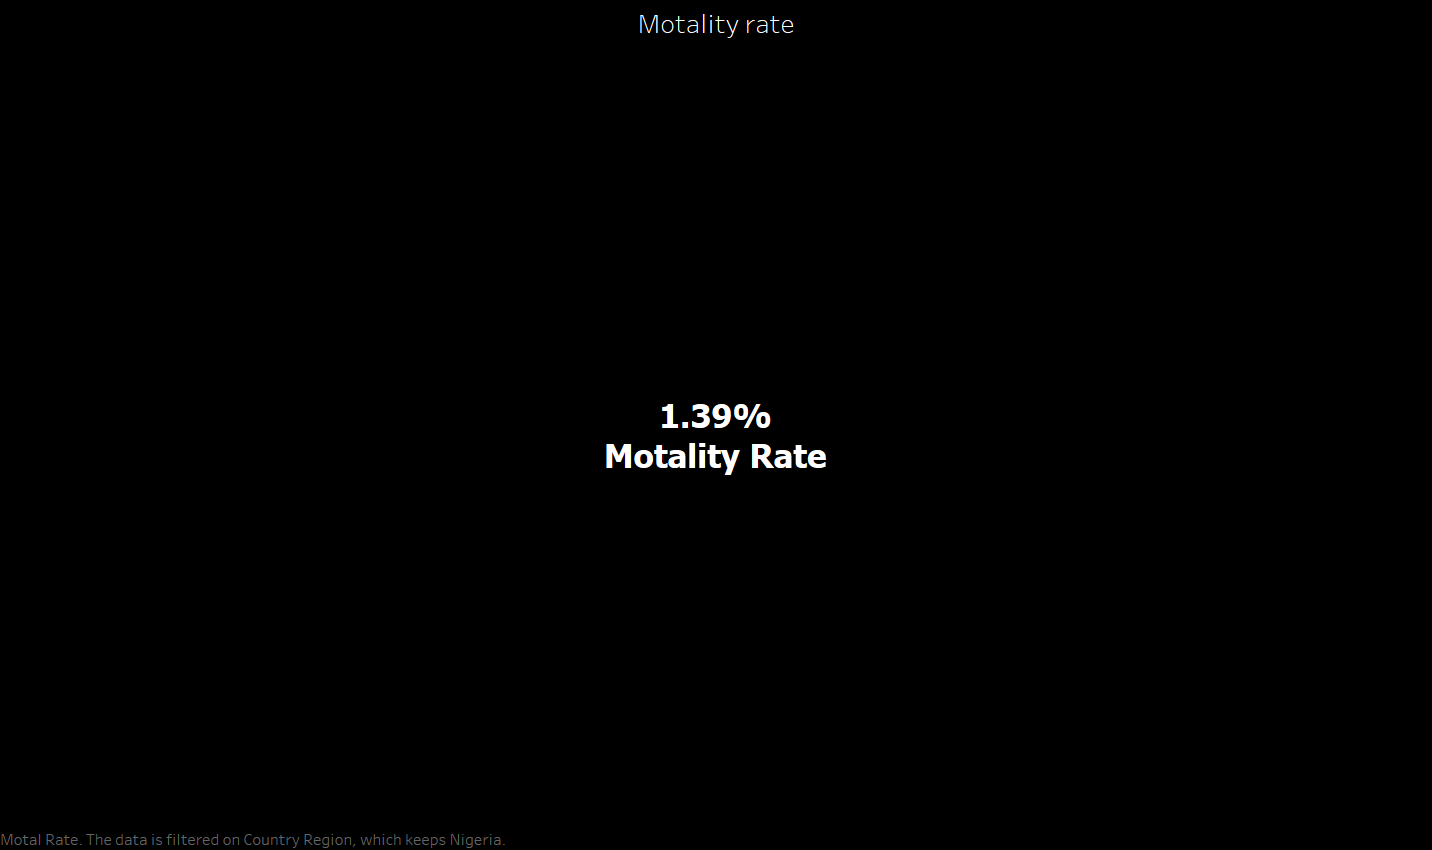 Motality rate
1.39%
Motality Rate
Motal Rate. The data is filtered on Country Region, which keeps Nigeria.